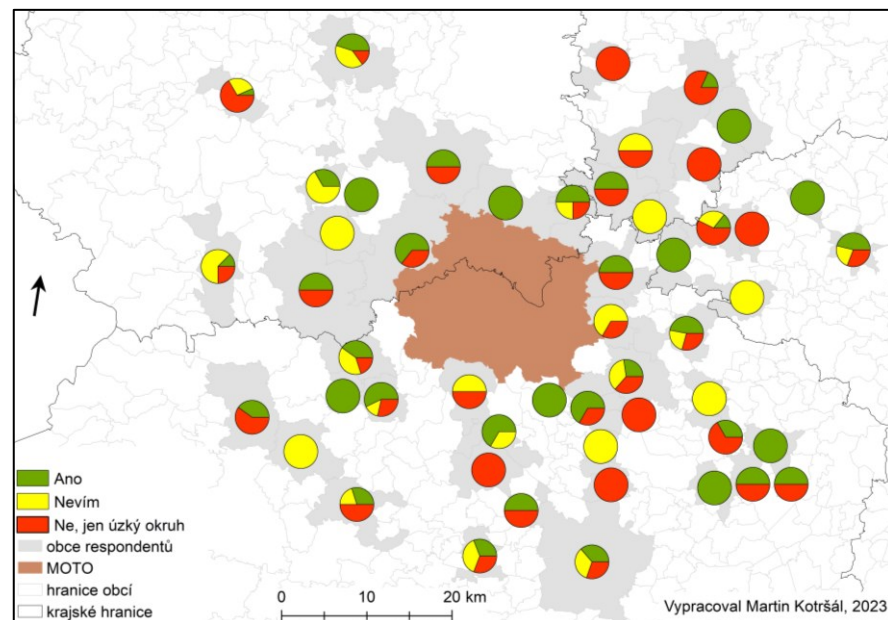 Ano
Nevím
Ne, jen úzký okruh
obce respondentů
MOTO
hranice obcí
krajské hranice
0 10 20 km
Vypracoval Martin Kotršál, 2023